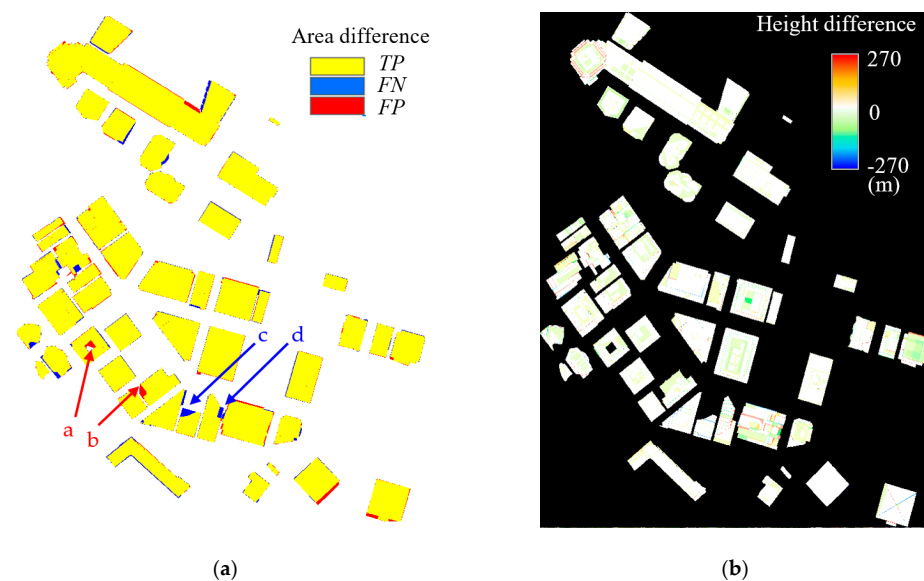 Area difference
TP
FN
FP
c
d
a
b
Height difference
270
0
-270
(m)
(a)
(b)